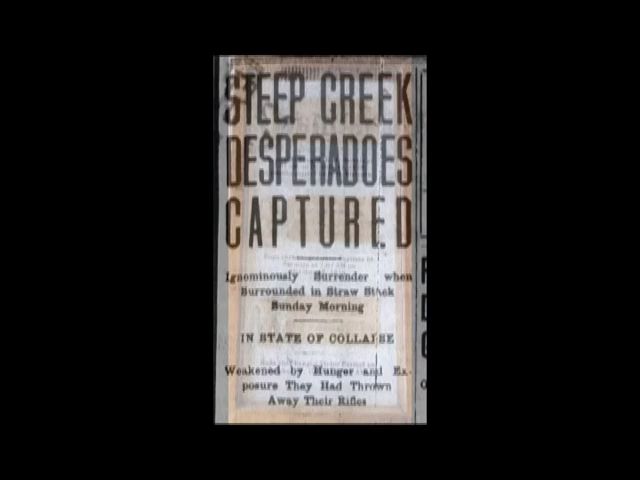 STEEP CREEK
DESPERADOES
CAPTURED
Ignominously Surrender when
Surrounded in Straw Stack
Sunday Morning
IN STATE OF COLLAPSE
Weakened by Hunger and Ex-
posure They Had Thrown
Away Their Rifles